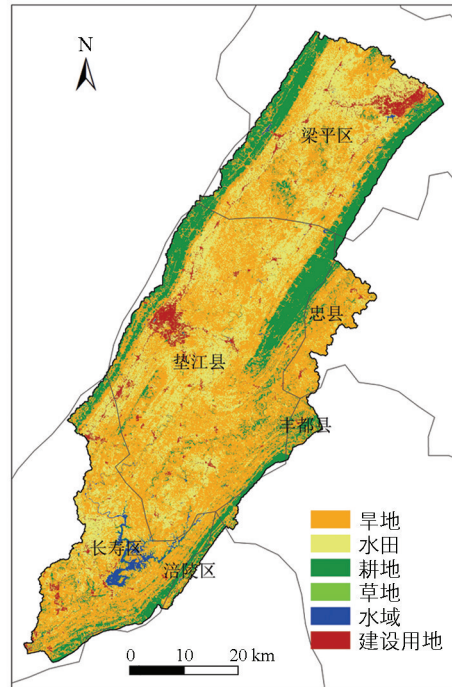 N
梁平区
忠县
垫江县
丰都县
长寿区
涪陵区
旱地
水田
耕地
草地
水域
建设用地
0 10 20 km